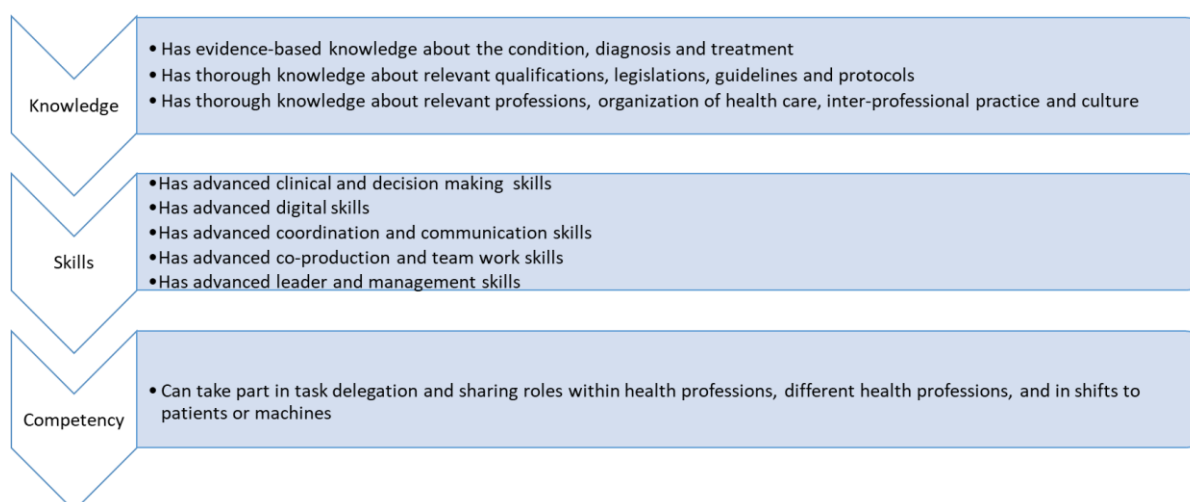 Knowledge
• Has evidence-based knowledge about the condition, diagnosis and treatment
• Has thorough knowledge about relevant qualifications, legislations, guidelines and protocols
• Has thorough knowledge about relevant professions, organization of health care, inter-professional practice and culture
Skills
•Has advanced clinical and decision making skills
•Has advanced digital skills
•Has advanced coordination and communication skills
•Has advanced co-production and team work skills
•Has advanced leader and management skills
Competency
• Can take part in task delegation and sharing roles within health professions, different health professions, and in shifts to
patients or machines